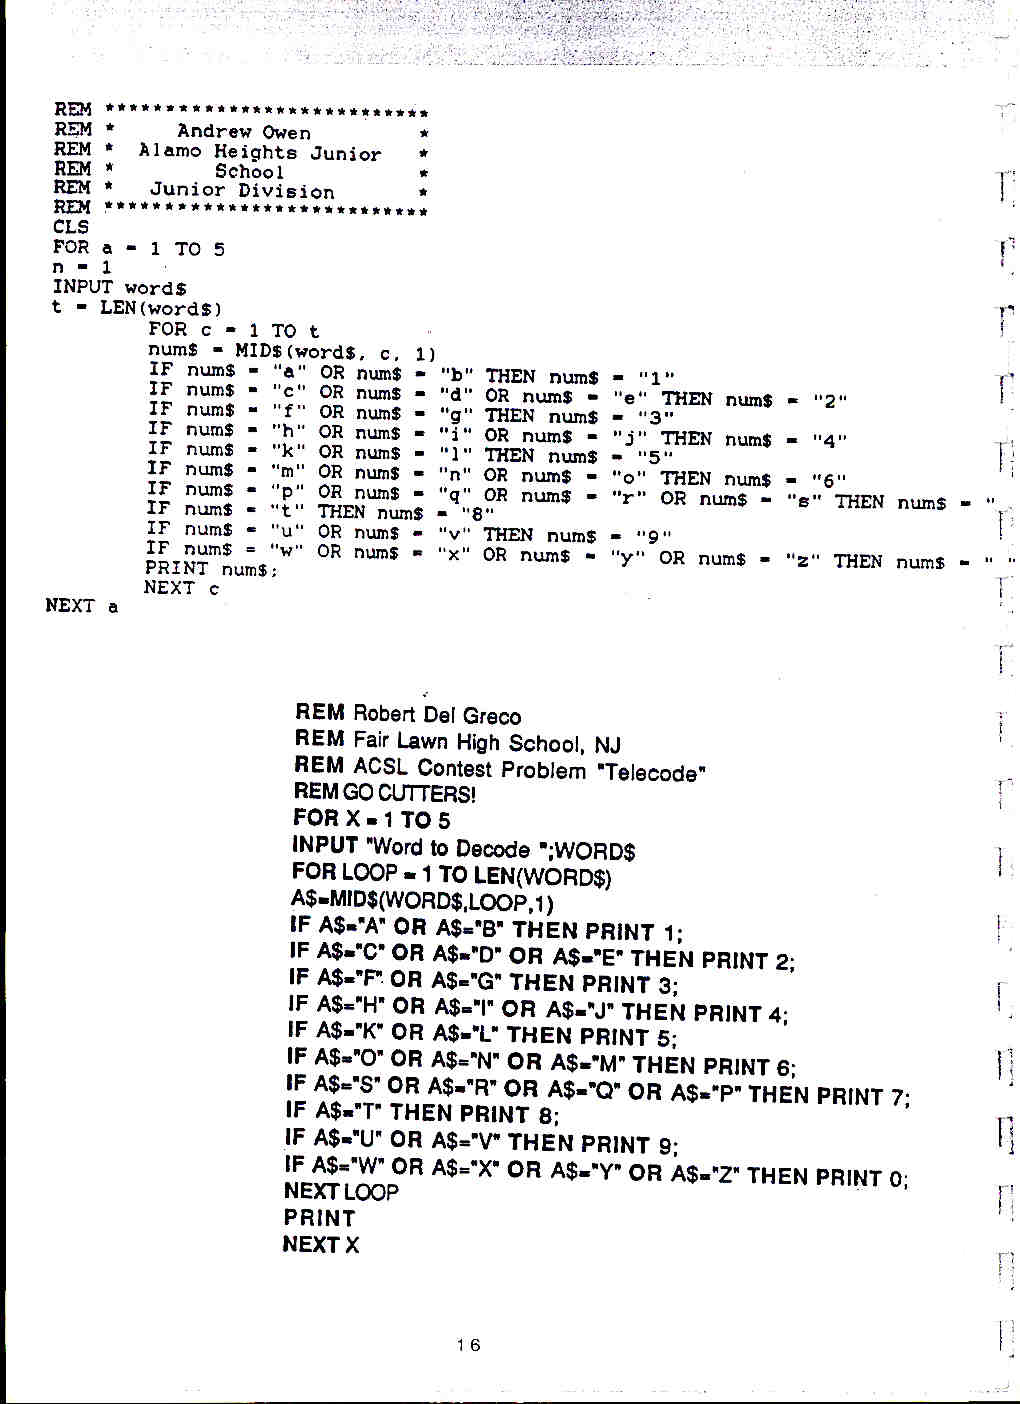 REM ***************************
REM *     Andrew Owen         *
REM *  Alamo Heights Junior   *
REM *        School           *
REM *   Junior Division       *
REM ***************************
CLS
FOR a = 1 TO 5
n = 1
INPUT word$
t = LEN(word$)
FOR c = 1 TO t
num$ = MID$(word$, c, 1)
IF num$ = "a" OR num$ = "b" THEN num$ = "1"
IF num$ = "c" OR num$ = "d" OR num$ = "e" THEN num$ = "2"
IF num$ = "f" OR num$ = "g" THEN num$ = "3"
IF num$ = "h" OR num$ = "i" OR num$ = "j" THEN num$ = "4"
IF num$ = "k" OR num$ = "l" THEN num$ = "5"
IF num$ = "m" OR num$ = "n" OR num$ = "o" THEN num$ = "6"
IF num$ = "p" OR num$ = "q" OR num$ = "r" OR num$ = "s" THEN num$ = "
IF num$ = "t" THEN num$ = "8"
IF num$ = "u" OR num$ = "v" THEN num$ = "9"
IF num$ = "w" OR num$ = "x" OR num$ = "y" OR num$ = "z" THEN num$ = " "
PRINT num$;
NEXT c
NEXT a
REM Robert Del Greco
REM Fair Lawn High School, NJ
REM ACSL Contest Problem "Telecode"
REM GO CUTTERS!
FOR X = 1 TO 5
INPUT "Word to Decode ";WORD$
FOR LOOP = 1 TO LEN(WORD$)
A$=MID$(WORD$,LOOP,1)
IF A$="A" OR A$="B" THEN PRINT 1;
IF A$="C" OR A$="D" OR A$="E" THEN PRINT 2;
IF A$="F" OR A$="G" THEN PRINT 3;
IF A$="H" OR A$="I" OR A$="J" THEN PRINT 4;
IF A$="K" OR A$="L" THEN PRINT 5;
IF A$="O" OR A$="N" OR A$="M" THEN PRINT 6;
IF A$="S" OR A$="R" OR A$="Q" OR A$="P" THEN PRINT 7;
IF A$="T" THEN PRINT 8;
IF A$="U" OR A$="V" THEN PRINT 9;
IF A$="W" OR A$="X" OR A$="Y" OR A$="Z" THEN PRINT 0;
NEXT LOOP
PRINT
NEXT X
16